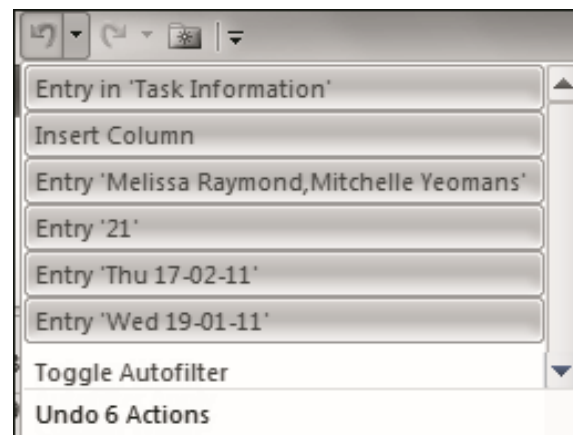 Entry in 'Task Information'
Insert Column
Entry 'Melissa Raymond,Mitchelle Yeomans'
Entry '21'
Entry 'Thu 17-02-11'
Entry 'Wed 19-01-11'
Toggle Autofilter
Undo 6 Actions